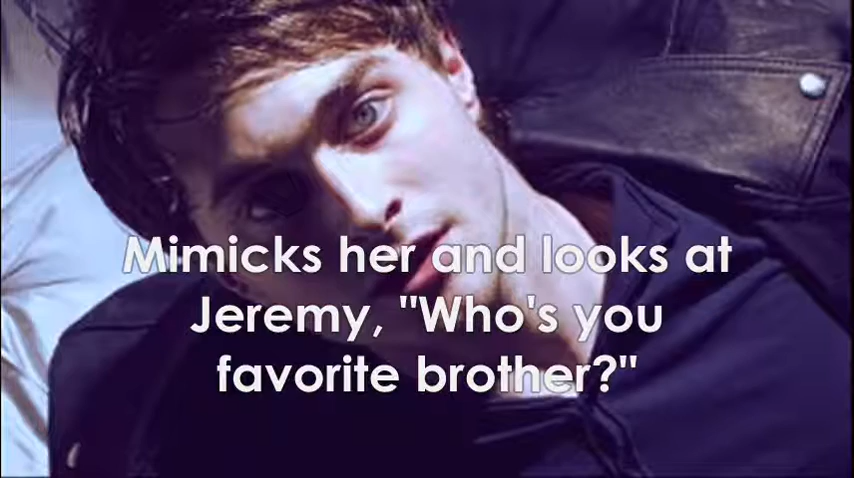 Mimicks her and looks at
Jeremy, "Who's you
favorite brother?"